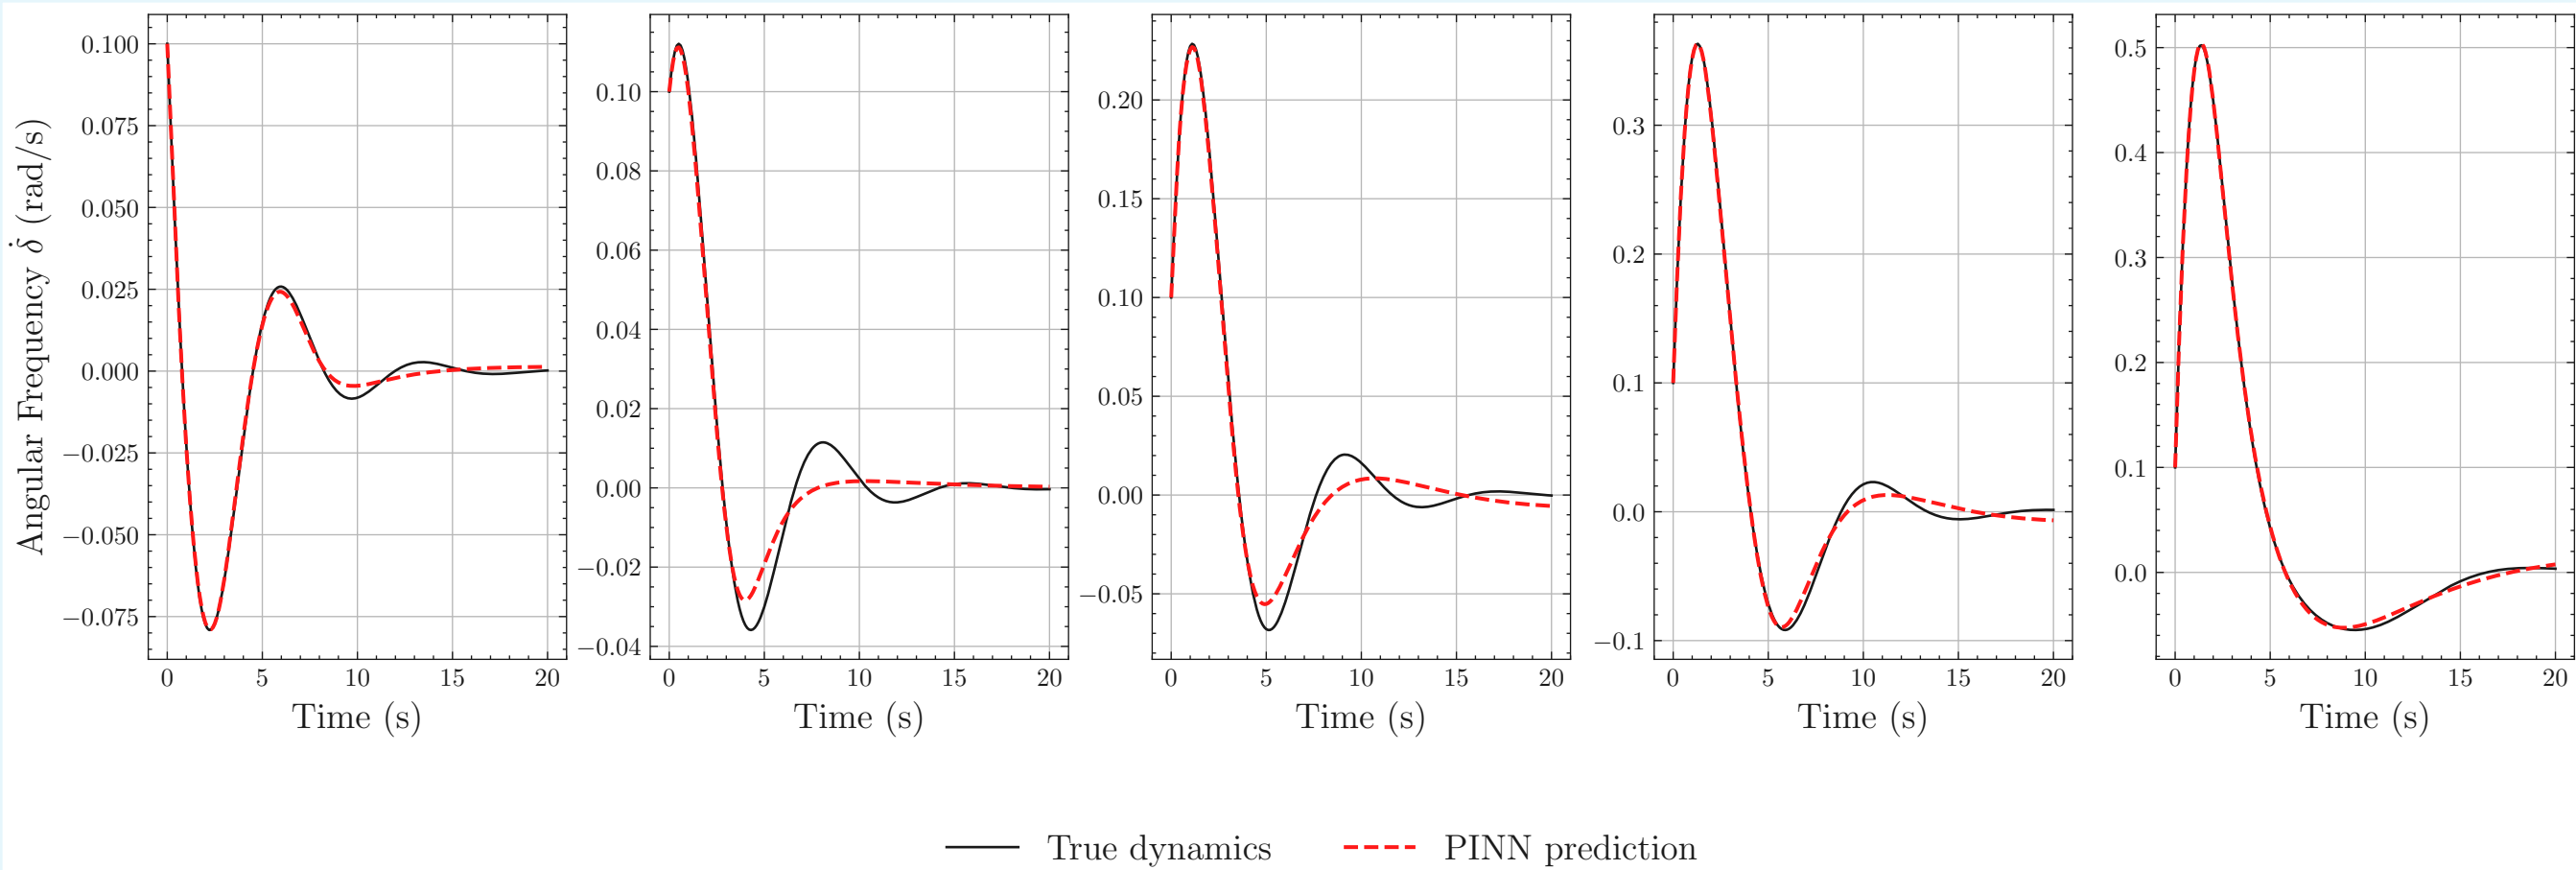 Angular Frequency δ̇ (rad/s)
0.100
0.075
0.050
0.025
0.000
−0.025
−0.050
−0.075
0 5 10 15 20
Time (s)
0.10
0.08
0.06
0.04
0.02
0.00
−0.02
−0.04
0 5 10 15 20
Time (s)
0.20
0.15
0.10
0.05
0.00
−0.05
0 5 10 15 20
Time (s)
0.3
0.2
0.1
0.0
−0.1
0 5 10 15 20
Time (s)
0.5
0.4
0.3
0.2
0.1
0.0
0 5 10 15 20
Time (s)
True dynamics
PINN prediction